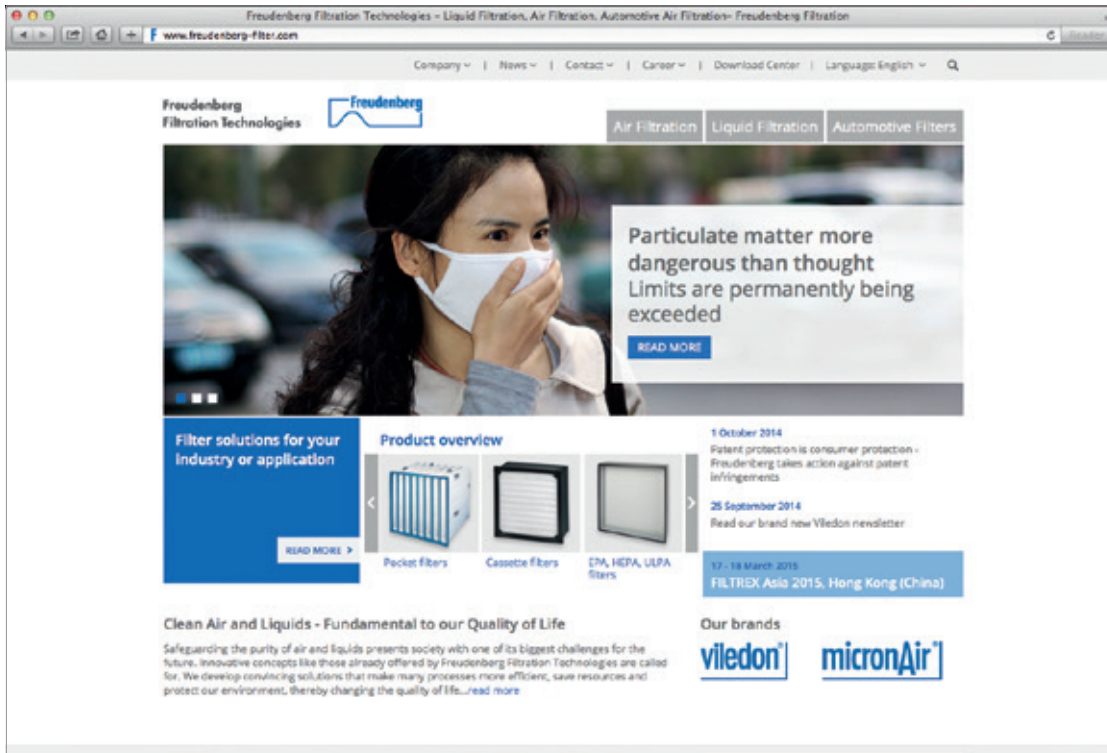 Freudenberg Filtration Technologies – Liquid Filtration, Air Filtration, Automotive Air Filtration– Freudenberg Filtration
www.freudenberg-filter.com
Reader
Company | News | Contact | Career | Download Center | Language: English
Freudenberg
Filtration Technologies
Freudenberg
Air Filtration
Liquid Filtration
Automotive Filters
Particulate matter more
dangerous than thought
Limits are permanently being
exceeded
READ MORE
Filter solutions for your
industry or application
READ MORE >
Product overview
Pocket filters
Cassette filters
EPA, HEPA, ULPA
filters
1 October 2014
Patent protection is consumer protection -
Freudenberg takes action against patent
infringements
25 September 2014
Read our brand new Viledon newsletter
17 - 18 March 2015
FILTREX Asia 2015, Hong Kong (China)
Clean Air and Liquids - Fundamental to our Quality of Life
Safeguarding the purity of air and liquids presents society with one of its biggest challenges for the
future. Innovative concepts like those already offered by Freudenberg Filtration Technologies are called
for. We develop convincing solutions that make many processes more efficient, save resources and
protect our environment, thereby changing the quality of life...read more
Our brands
viledon®
micronAir®